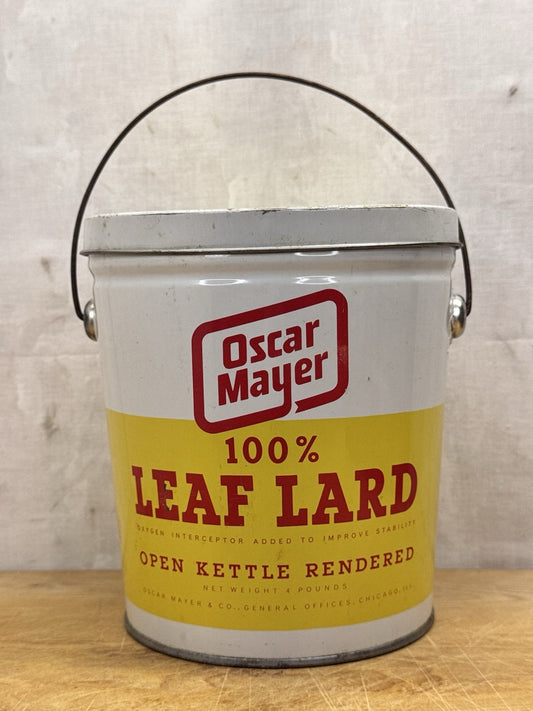 Oscar
Mayer
100%
LEAF LARD
OXYGEN INTERCEPTOR ADDED TO IMPROVE STABILITY
OPEN KETTLE RENDERED
NET WEIGHT 4 POUNDS
OSCAR MAYER & CO., GENERAL OFFICES, CHICAGO, ILL.